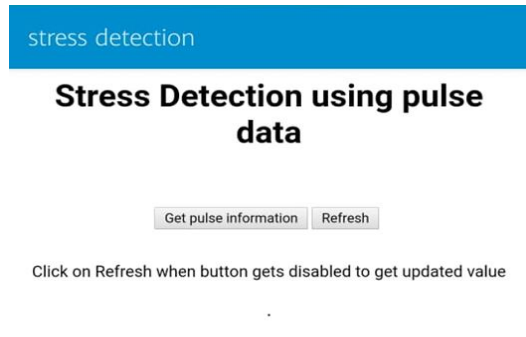 stress detection
Stress Detection using pulse
data
Get pulse information Refresh
Click on Refresh when button gets disabled to get updated value
.